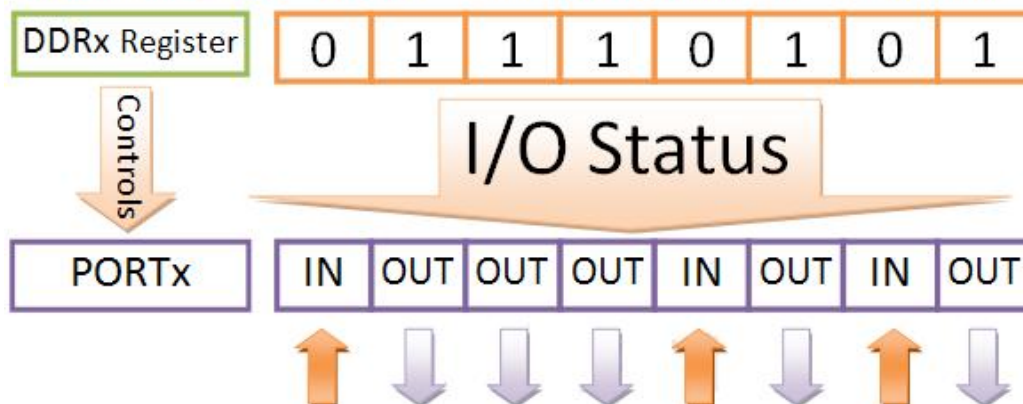 DDRx Register 0 1 1 1 0 1 0 1
Controls
I/O Status
PORTx IN OUT OUT OUT IN OUT IN OUT